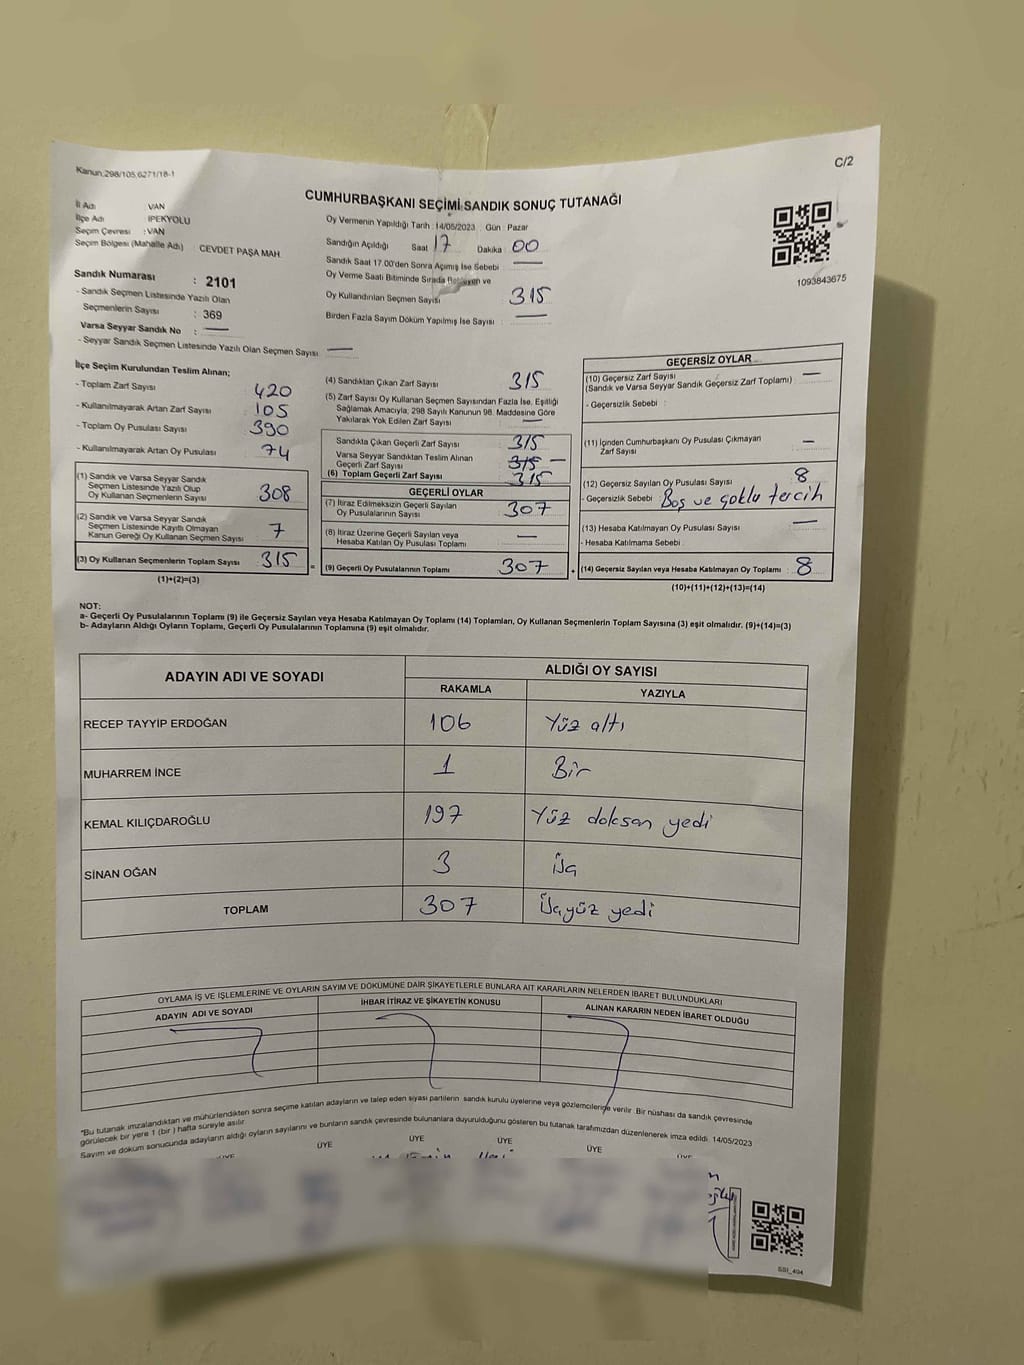 Kanun:298/105,6271/18-1
C/2
CUMHURBAŞKANI SEÇİMİ SANDIK SONUÇ TUTANAĞI
İl Adı VAN
İlçe Adı İPEKYOLU
Seçim Çevresi : VAN
Seçim Bölgesi (Mahalle Adı) : CEVDET PAŞA MAH.
Sandık Numarası : 2101
- Sandık Seçmen Listesinde Yazılı Olan
Seçmenlerin Sayısı : 369
Varsa Seyyar Sandık No : —
- Seyyar Sandık Seçmen Listesinde Yazılı Olan Seçmen Sayısı: —
Oy Vermenin Yapıldığı Tarih : 14/05/2023 Gün : Pazar
Sandığın Açıldığı Saat 17 Dakika 00
Sandık Saat 17.00'den Sonra Açılmış İse Sebebi : —
Oy Verme Saati Bitiminde Sırada Bekleyen ve
Oy Kullandırılan Seçmen Sayısı 315
Birden Fazla Sayım Döküm Yapılmış İse Sayısı : —
1093843675
İlçe Seçim Kurulundan Teslim Alınan;
- Toplam Zarf Sayısı 420
- Kullanılmayarak Artan Zarf Sayısı 105
- Toplam Oy Pusulası Sayısı 390
- Kullanılmayarak Artan Oy Pusulası 74
(1) Sandık ve Varsa Seyyar Sandık
Seçmen Listesinde Yazılı Olup
Oy Kullanan Seçmenlerin Sayısı 308
(2) Sandık ve Varsa Seyyar Sandık
Seçmen Listesinde Kayıtlı Olmayan
Kanun Gereği Oy Kullanan Seçmen Sayısı 7
(3) Oy Kullanan Seçmenlerin Toplam Sayısı : 315
(1)+(2)=(3)
(4) Sandıktan Çıkan Zarf Sayısı 315
(5) Zarf Sayısı Oy Kullanan Seçmen Sayısından Fazla İse, Eşitliği
Sağlamak Amacıyla; 298 Sayılı Kanunun 98. Maddesine Göre
Yakılarak Yok Edilen Zarf Sayısı —
Sandıkta Çıkan Geçerli Zarf Sayısı 315
Varsa Seyyar Sandıktan Teslim Alınan
Geçerli Zarf Sayısı 315 —
(6) Toplam Geçerli Zarf Sayısı 315
GEÇERLİ OYLAR
(7) İtiraz Edilmeksizin Geçerli Sayılan
Oy Pusulalarının Sayısı 307
(8) İtiraz Üzerine Geçerli Sayılan veya
Hesaba Katılan Oy Pusulası Toplamı —
= (9) Geçerli Oy Pusulalarının Toplamı 307
GEÇERSİZ OYLAR
(10) Geçersiz Zarf Sayısı
(Sandık ve Varsa Seyyar Sandık Geçersiz Zarf Toplamı) —
- Geçersizlik Sebebi :
(11) İçinden Cumhurbaşkanı Oy Pusulası Çıkmayan
Zarf Sayısı —
(12) Geçersiz Sayılan Oy Pusulası Sayısı 8
- Geçersizlik Sebebi : Boş ve çoklu tercih
(13) Hesaba Katılmayan Oy Pusulası Sayısı —
- Hesaba Katılmama Sebebi :
+ (14) Geçersiz Sayılan veya Hesaba Katılmayan Oy Toplamı : 8
(10)+(11)+(12)+(13)=(14)
NOT:
a- Geçerli Oy Pusulalarının Toplamı (9) ile Geçersiz Sayılan veya Hesaba Katılmayan Oy Toplamı (14) Toplamları, Oy Kullanan Seçmenlerin Toplam Sayısına (3) eşit olmalıdır. (9)+(14)=(3)
b- Adayların Aldığı Oyların Toplamı, Geçerli Oy Pusulalarının Toplamına (9) eşit olmalıdır.
ADAYIN ADI VE SOYADI ALDIĞI OY SAYISI
RAKAMLA YAZIYLA
RECEP TAYYİP ERDOĞAN 106 Yüz altı
MUHARREM İNCE 1 Bir
KEMAL KILIÇDAROĞLU 197 Yüz doksan yedi
SİNAN OĞAN 3 Üç
TOPLAM 307 Üçyüz yedi
OYLAMA İŞ VE İŞLEMLERİNE VE OYLARIN SAYIM VE DÖKÜMÜNE DAİR ŞİKAYETLERLE BUNLARA AİT KARARLARIN NELERDEN İBARET BULUNDUKLARI
ADAYIN ADI VE SOYADI İHBAR İTİRAZ VE ŞİKAYETİN KONUSU ALINAN KARARIN NEDEN İBARET OLDUĞU
"Bu tutanak imzalandıktan ve mühürlendikten sonra seçime katılan adayların ve talep eden siyasi partilerin sandık kurulu üyelerine veya gözlemcilerine verilir. Bir nüshası da sandık çevresinde
görülecek bir yere 1 (bir) hafta süreyle asılır.
Sayım ve döküm sonucunda adayların aldığı oyların sayılarını ve bunların sandık çevresinde bulunanlara duyurulduğunu gösteren bu tutanak tarafımızdan düzenlenerek imza edildi. 14/05/2023
ÜYE ÜYE ÜYE ÜYE ÜYE ÜYE
SSI_404